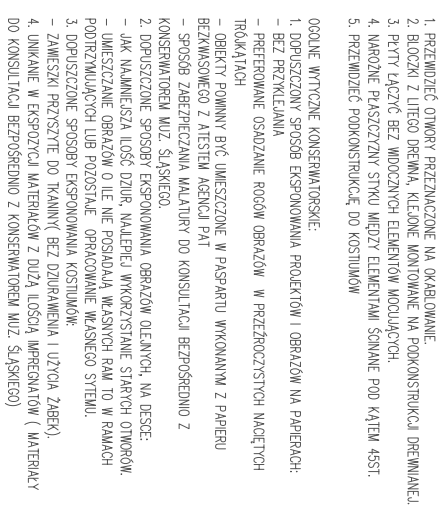 1. PRZEWIDZIEĆ OTWORY PRZEZNACZONE NA OKABLOWANIE.
2. BLOCZKI Z LITEGO DREWNA, KLEJONE MONTOWANE NA PODKONSTRUKCJI DREWNIANEJ.
3. PŁYTY ŁĄCZYĆ BEZ WIDOCZNYCH ELEMENTÓW MOCUJĄCYCH.
4. NAROŻNE PŁASZCZYZNY STYKU MIĘDZY ELEMENTAMI ŚCINANE POD KĄTEM 45ST.
5. PRZEWIDZIEĆ PODKONSTRUKCJĘ DO KOSTIUMÓW
OGOLNE WYTYCZNE KONSERWATORSKIE:
1. DOPUSZCZONY SPOSÓB EKSPONOWANIA PROJEKTÓW I OBRAZÓW NA PAPIERACH:
- BEZ PRZYKLEJANIA
- PREFEROWANE OSADZANIE ROGÓW OBRAZÓW W PRZEŹROCZYSTYCH NACIĘTYCH
TRÓJKĄTACH
- OBIEKTY POWINNY BYĆ UMIESZCZONE W PASPARTU WYKONANYM Z PAPIERU
BEZKWASOWEGO Z ATESTEM AGENCJI PAT
- SPOSÓB ZABEZPIECZANIA MALATURY DO KONSULTACJI BEZPOŚREDNIO Z
KONSERWATOREM MUZ. ŚLĄSKIEGO.
2. DOPUSZCZONE SPOSOBY EKSPONOWANIA OBRAZÓW OLEJNYCH, NA DESCE:
- JAK NAJMNIEJSZA ILOŚĆ DZIUR, NAJLEPIEJ WYKORZYSTANIE STARYCH OTWORÓW.
- UMIESZCZANIE OBRAZÓW O ILE NIE POSIADAJĄ WŁASNYCH RAM TO W RAMACH
PODTRZYMUJĄCYCH LUB POZOSTAJE OPRACOWANIE WŁASNEGO SYTEMU.
3. DOPUSZCZONE SPOSOBY EKSPONOWANIA KOSTIUMÓW:
- ZAWIESZKI PRZYSZYTE DO TKANINY( BEZ DZIURAWIENIA I UŻYCIA ŻABEK).
4. UNIKANIE W EKSPOZYCJI MATERIAŁÓW Z DUŻĄ ILOŚCIĄ IMPREGNATÓW ( MATERIAŁY
DO KONSULTACJI BEZPOŚREDNIO Z KONSERWATOREM MUZ. ŚLĄSKIEGO)